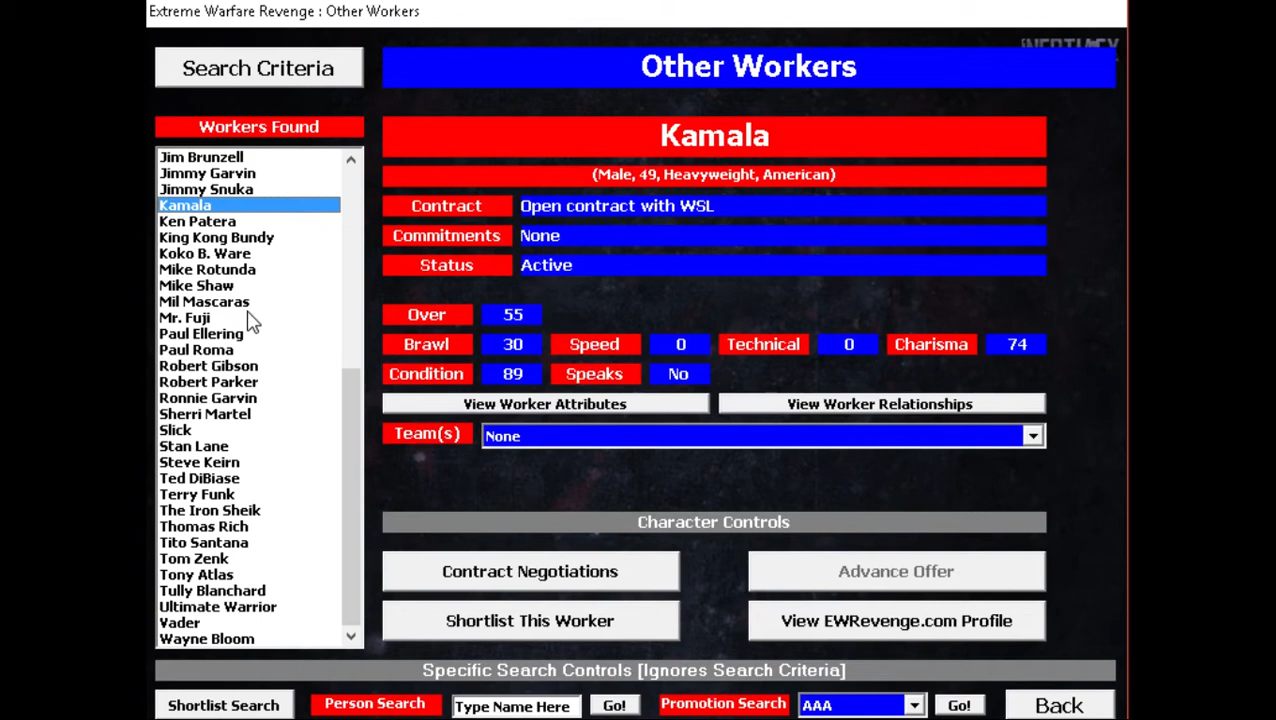 Extreme Warfare Revenge : Other Workers
Search Criteria
Other Workers
Workers Found
Jim Brunzell
Jimmy Garvin
Jimmy Snuka
Kamala
Ken Patera
King Kong Bundy
Koko B. Ware
Mike Rotunda
Mike Shaw
Mil Mascaras
Mr. Fuji
Paul Ellering
Paul Roma
Robert Gibson
Robert Parker
Ronnie Garvin
Sherri Martel
Slick
Stan Lane
Steve Keirn
Ted DiBiase
Terry Funk
The Iron Sheik
Thomas Rich
Tito Santana
Tom Zenk
Tony Atlas
Tully Blanchard
Ultimate Warrior
Vader
Wayne Bloom
Kamala
(Male, 49, Heavyweight, American)
Contract Open contract with WSL
Commitments None
Status Active
Over 55
Brawl 30 Speed 0 Technical 0 Charisma 74
Condition 89 Speaks No
View Worker Attributes View Worker Relationships
Team(s) None
Character Controls
Contract Negotiations Advance Offer
Shortlist This Worker View EWRevenge.com Profile
Specific Search Controls [Ignores Search Criteria]
Shortlist Search Person Search Type Name Here Go! Promotion Search AAA Go! Back